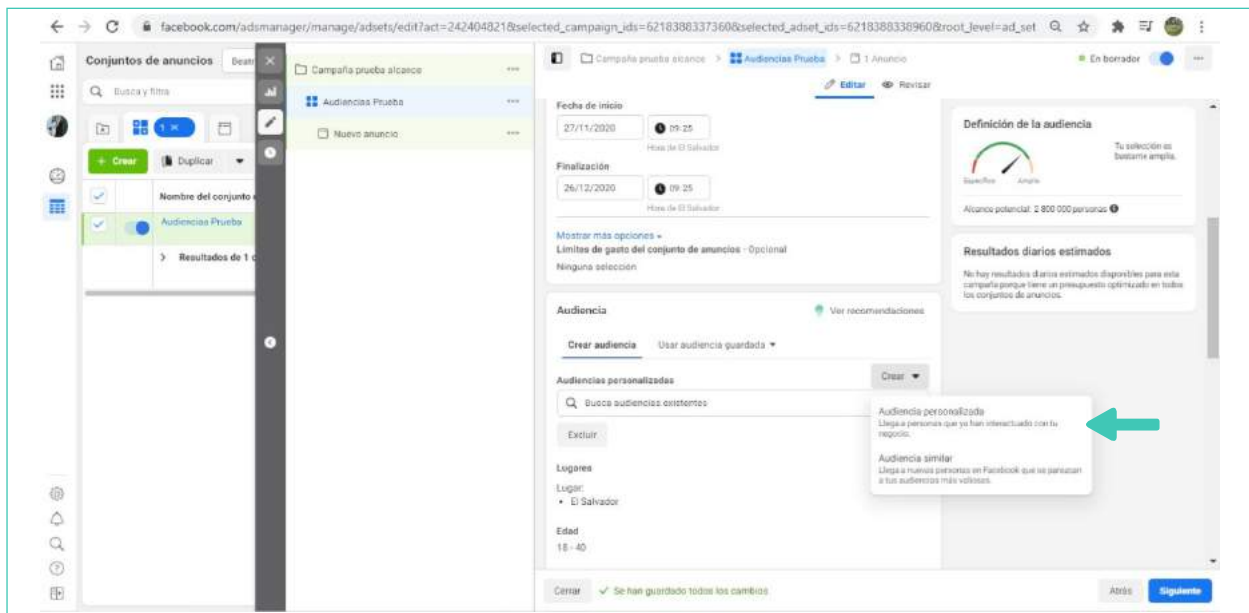 facebook.com/adsmanager/manage/adsets/edit?act=242404821&selected_campaign_ids=6218388337360&selected_adset_ids=6218388338960&root_level=ad_set
Conjuntos de anuncios
Busca y filtra
1 ×
+ Crear
Duplicar
Nombre del conjunto
Audiencias Prueba
Resultados de 1
Campaña prueba alcance
Audiencias Prueba
Nuevo anuncio
Campaña prueba alcance > Audiencias Prueba > 1 Anuncio
En borrador
Editar
Revisar
Fecha de inicio
27/11/2020
09:25
Hora de El Salvador
Finalización
26/12/2020
09:25
Hora de El Salvador
Mostrar más opciones
Límites de gasto del conjunto de anuncios · Opcional
Ninguna selección
Audiencia
Ver recomendaciones
Crear audiencia
Usar audiencia guardada
Audiencias personalizadas
Crear
Busca audiencias existentes
Excluir
Audiencia personalizada
Llega a personas que ya han interactuado con tu
negocio.
Audiencia similar
Llega a nuevas personas en Facebook que se parezcan
a tus audiencias más valiosas.
Lugares
Lugar:
• El Salvador
Edad
18 - 40
Definición de la audiencia
Tu selección es
bastante amplia.
Específica
Amplia
Alcance potencial: 2 800 000 personas
Resultados diarios estimados
No hay resultados diarios estimados disponibles para esta
campaña porque tiene un presupuesto optimizado en todos
los conjuntos de anuncios.
Cerrar
Se han guardado todos los cambios
Atrás
Siguiente